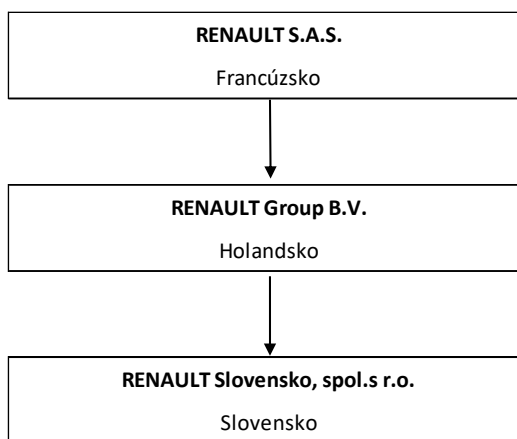 RENAULT S.A.S.
Francúzsko
RENAULT Group B.V.
Holandsko
RENAULT Slovensko, spol.s r.o.
Slovensko